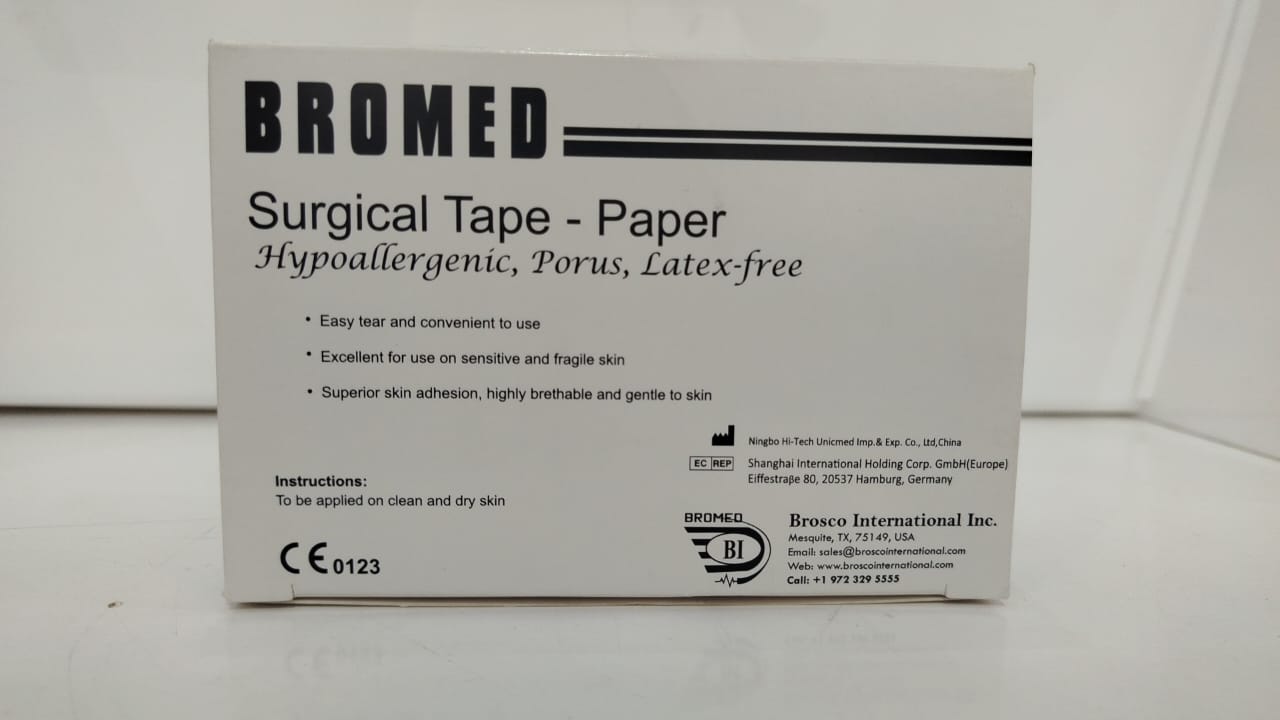 BROMED
Surgical Tape - Paper
Hypoallergenic, Porus, Latex-free
• Easy tear and convenient to use
• Excellent for use on sensitive and fragile skin
• Superior skin adhesion, highly brethable and gentle to skin
Ningbo Hi-Tech Unicmed Imp.& Exp. Co., Ltd,China
EC REP Shanghai International Holding Corp. GmbH(Europe)
Eiffestraβe 80, 20537 Hamburg, Germany
Instructions:
To be applied on clean and dry skin
CE 0123
BROMED
BI
Brosco International Inc.
Mesquite, TX, 75149, USA
Email: sales@broscointernational.com
Web: www.broscointernational.com
Call: +1 972 329 5555